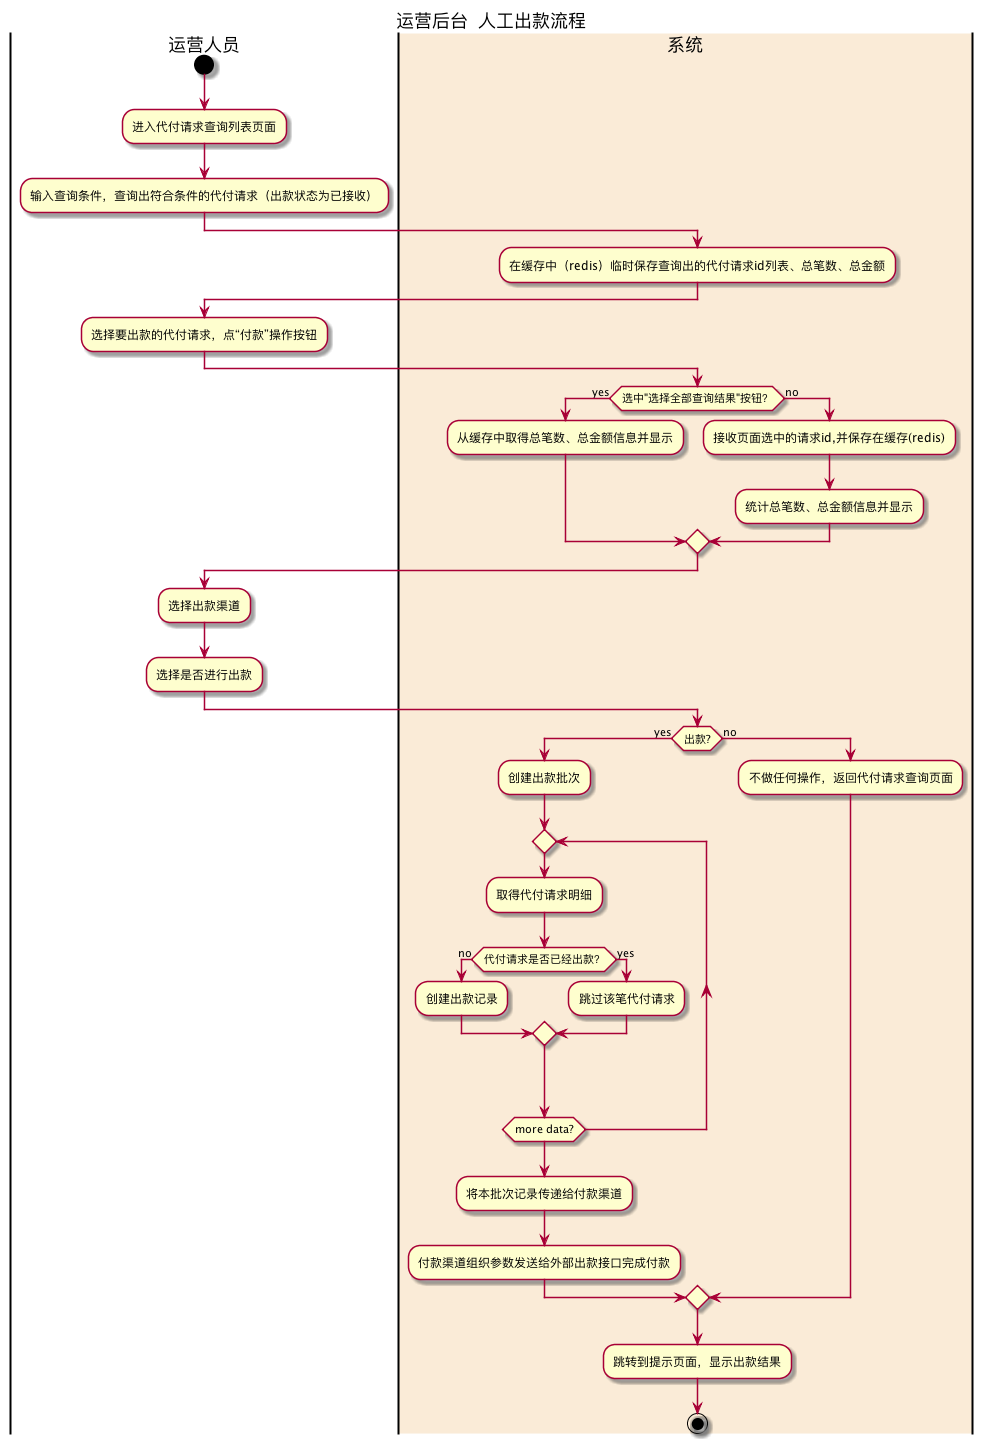 运营后台 人工出款流程
运营人员
系统
进入代付请求查询列表页面
输入查询条件，查询出符合条件的代付请求（出款状态为已接收）
在缓存中（redis）临时保存查询出的代付请求id列表、总笔数、总金额
选择要出款的代付请求，点“付款”操作按钮
yes
选中"选择全部查询结果"按钮?
no
从缓存中取得总笔数、总金额信息并显示
接收页面选中的请求id,并保存在缓存(redis)
统计总笔数、总金额信息并显示
选择出款渠道
选择是否进行出款
yes
出款?
no
创建出款批次
不做任何操作，返回代付请求查询页面
取得代付请求明细
no
代付请求是否已经出款?
yes
创建出款记录
跳过该笔代付请求
more data?
将本批次记录传递给付款渠道
付款渠道组织参数发送给外部出款接口完成付款
跳转到提示页面，显示出款结果